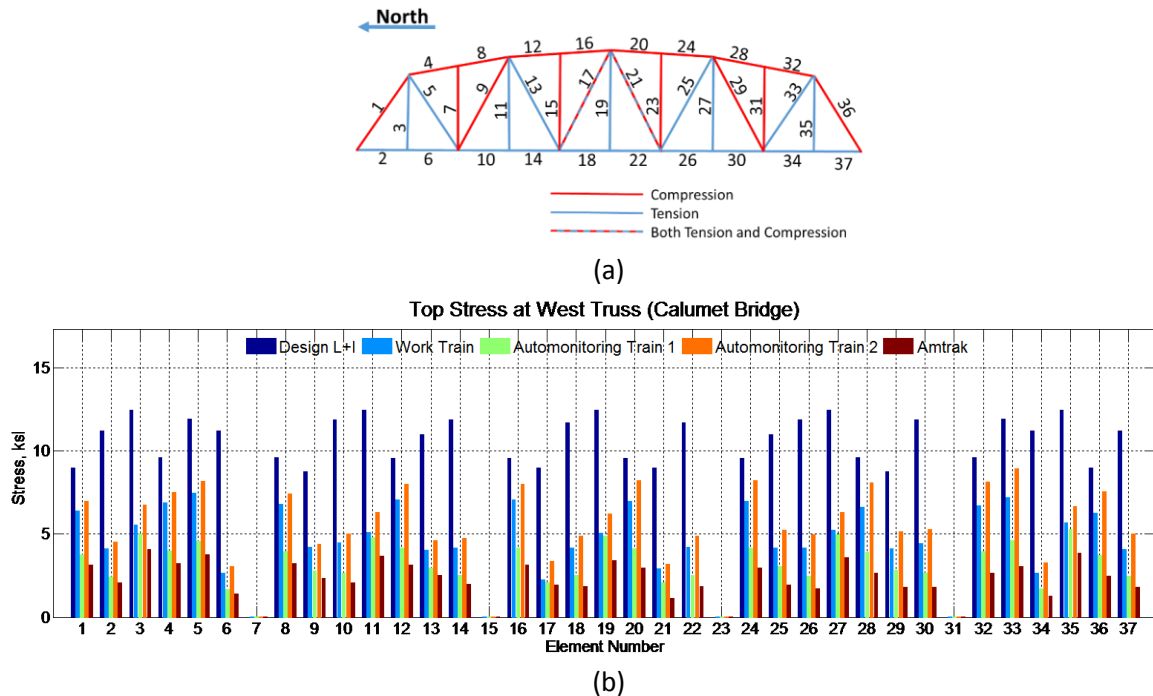 (a)
North
4 8 12 16 20 24 28 32
1 3 5 7 9 11 13 15 17 19 21 23 25 27 29 31 33 35 36
2 6 10 14 18 22 26 30 34 37
Compression
Tension
Both Tension and Compression
(a)
Top Stress at West Truss (Calumet Bridge)
Design L+I Work Train Automonitoring Train 1 Automonitoring Train 2 Amtrak
15
10
5
0
Stress, ksi
1 2 3 4 5 6 7 8 9 10 11 12 13 14 15 16 17 18 19 20 21 22 23 24 25 26 27 28 29 30 31 32 33 34 35 36 37
Element Number
(b)